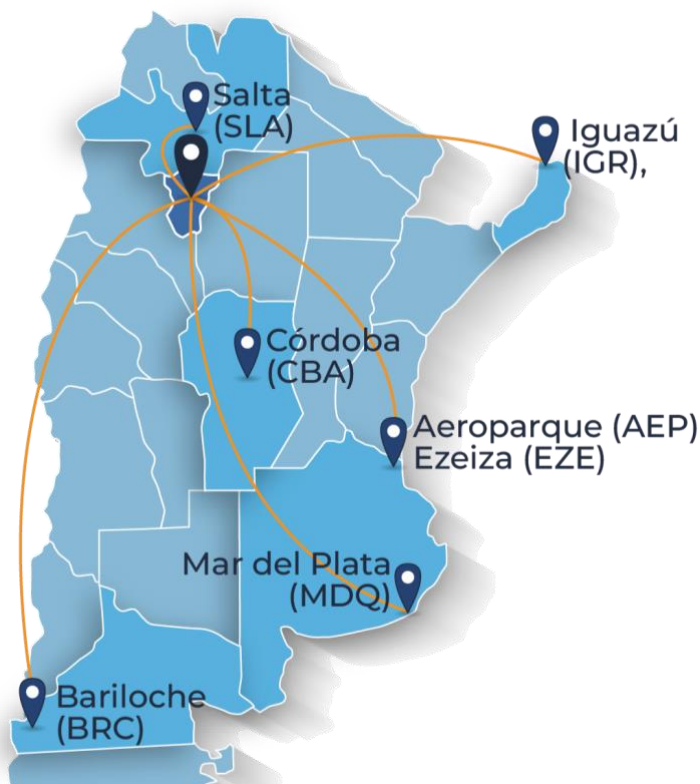 Salta
(SLA)
Iguazú
(IGR),
Córdoba
(CBA)
Aeroparque (AEP)
Ezeiza (EZE)
Mar del Plata
(MDQ)
Bariloche
(BRC)